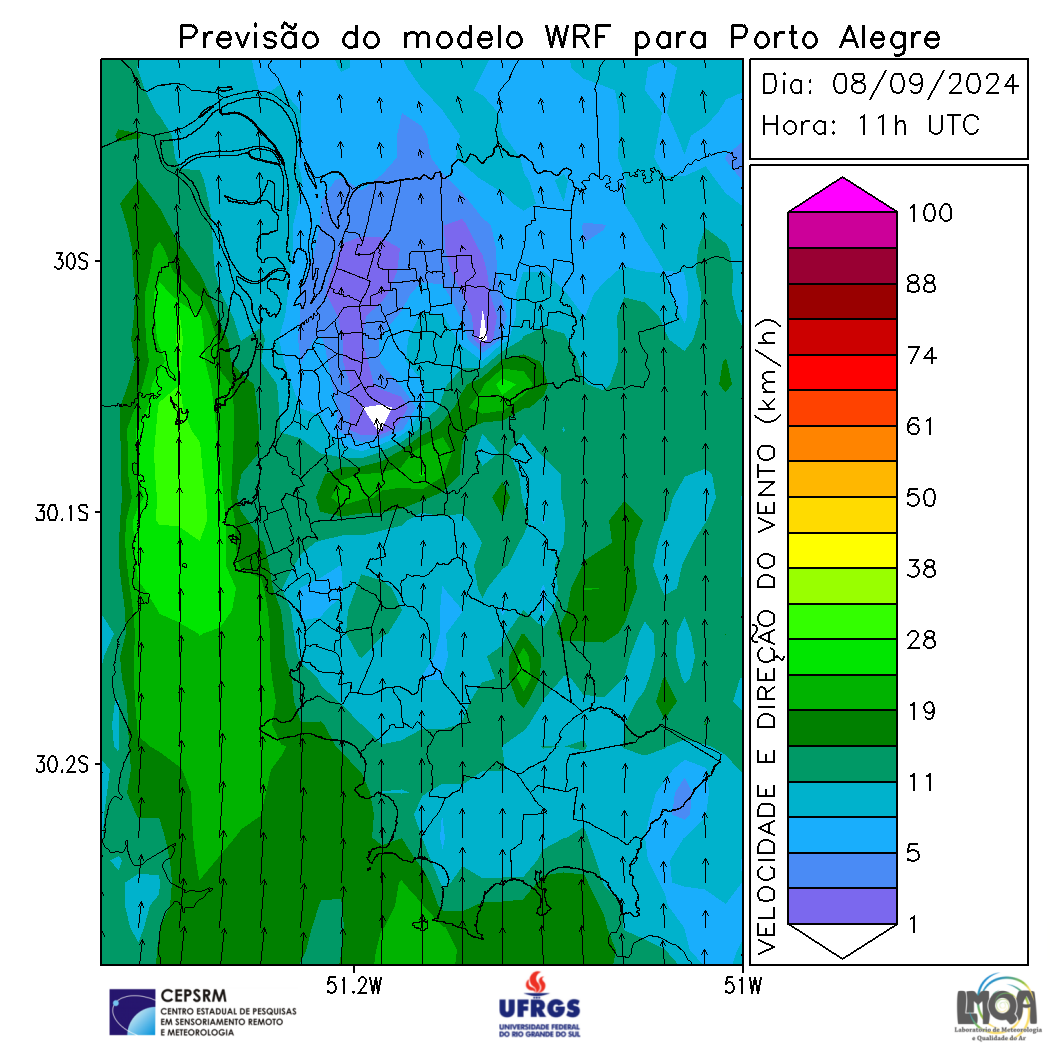 Previsão do modelo WRF para Porto Alegre
Dia: 08/09/2024
Hora: 11h UTC
30S
30.1S
30.2S
51.2W
51W
VELOCIDADE E DIREÇÃO DO VENTO (km/h)
100
88
74
61
50
38
28
19
11
5
1
CEPSRM
CENTRO ESTADUAL DE PESQUISAS
EM SENSORIAMENTO REMOTO
E METEOROLOGIA
UFRGS
UNIVERSIDADE FEDERAL
DO RIO GRANDE DO SUL
LMQA
Laboratório de Meteorologia
e Qualidade do Ar